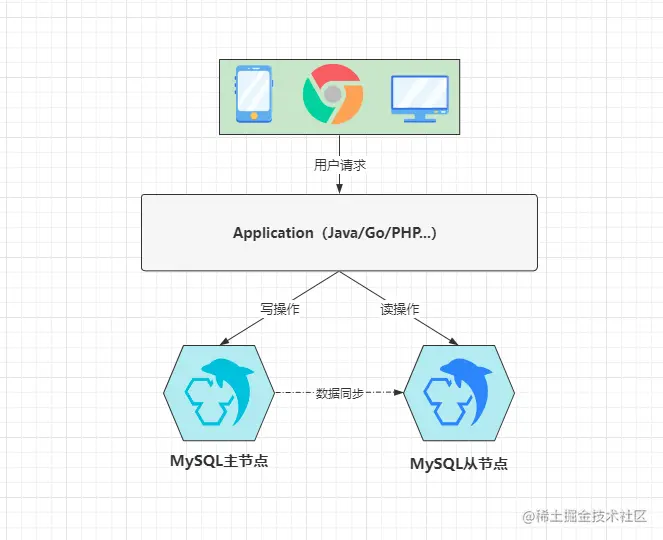 用户请求
Application（Java/Go/PHP...）
写操作
读操作
数据同步
MySQL主节点
MySQL从节点
@稀土掘金技术社区